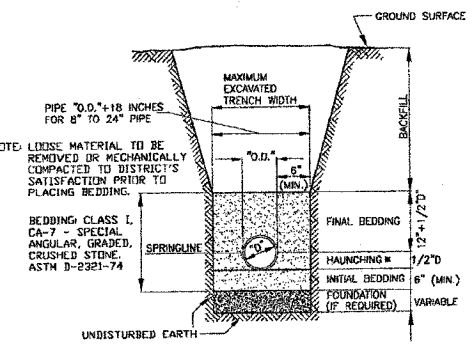 GROUND SURFACE
MAXIMUM
EXCAVATED
TRENCH WIDTH
PIPE "O.D."+18 INCHES
FOR 8" TO 24" PIPE
BACKFILL
"O.D."
6"
(MIN.)
NOTE: LOOSE MATERIAL TO BE
REMOVED OR MECHANICALLY
COMPACTED TO DISTRICT'S
SATISFACTION PRIOR TO
PLACING BEDDING.
BEDDING: CLASS I,
CA-7 - SPECIAL
ANGULAR, GRADED,
CRUSHED STONE,
ASTM D-2321-74
SPRINGLINE
"D"
FINAL BEDDING
12"+1/2"D"
HAUNCHING *
1/2"D
INITIAL BEDDING
6" (MIN.)
FOUNDATION
(IF REQUIRED)
VARIABLE
UNDISTURBED EARTH